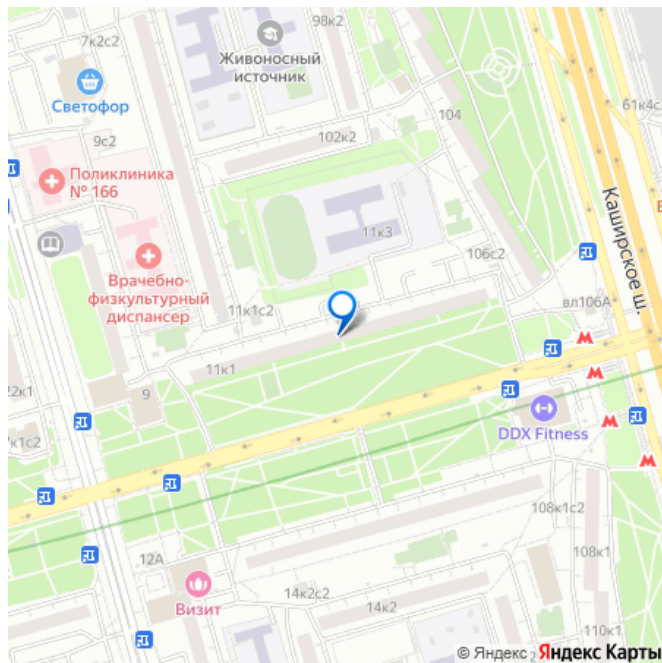 98к2
7к2с2
Живоносный
источник
Светофор
61к4с
104
9с2
102к2
Поликлиника
№ 166
Каширское ш.
11к3
Врачебно-
физкультурный
диспансер
106с2
11к1с2
вл106А
11к1
22к1
9
DDX Fitness
7к1с2
108к1с2
108к1
12А
Визит
14к2с2
14к2
110к1
© Яндекс
Яндекс Карты